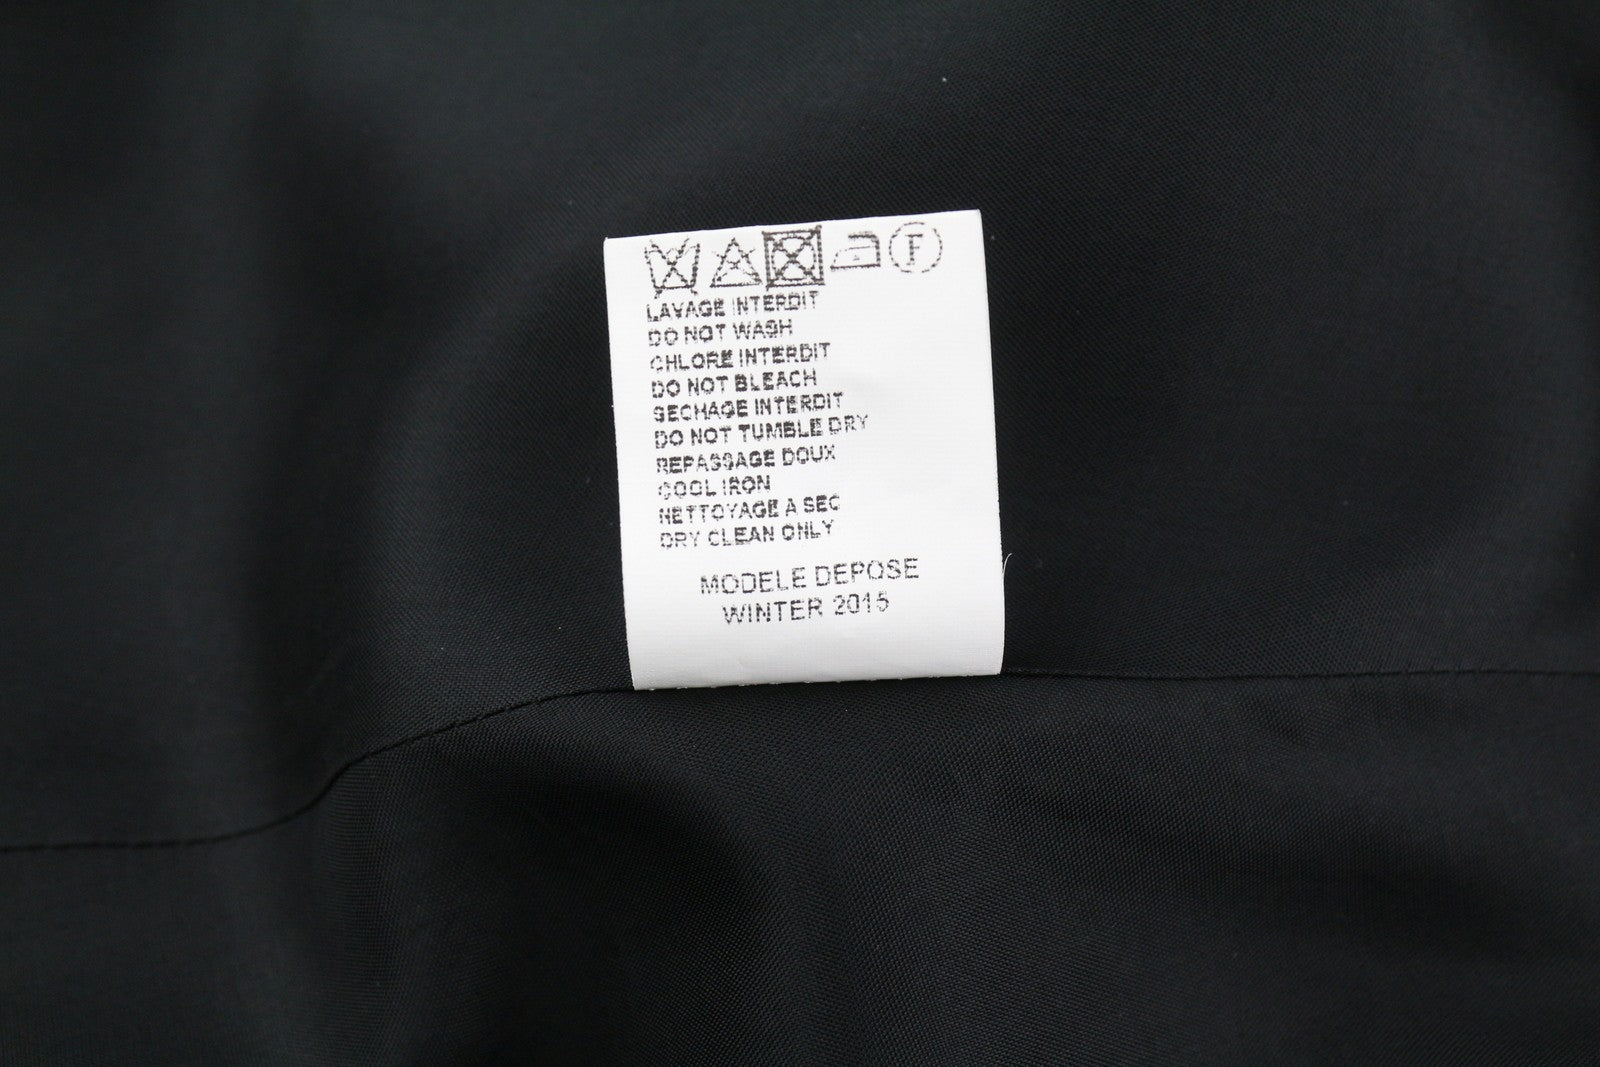 F
LAVAGE INTERDIT
DO NOT WASH
CHLORE INTERDIT
DO NOT BLEACH
SECHAGE INTERDIT
DO NOT TUMBLE DRY
REPASSAGE DOUX
COOL IRON
NETTOYAGE A SEC
DRY CLEAN ONLY
MODELE DEPOSE
WINTER 2015